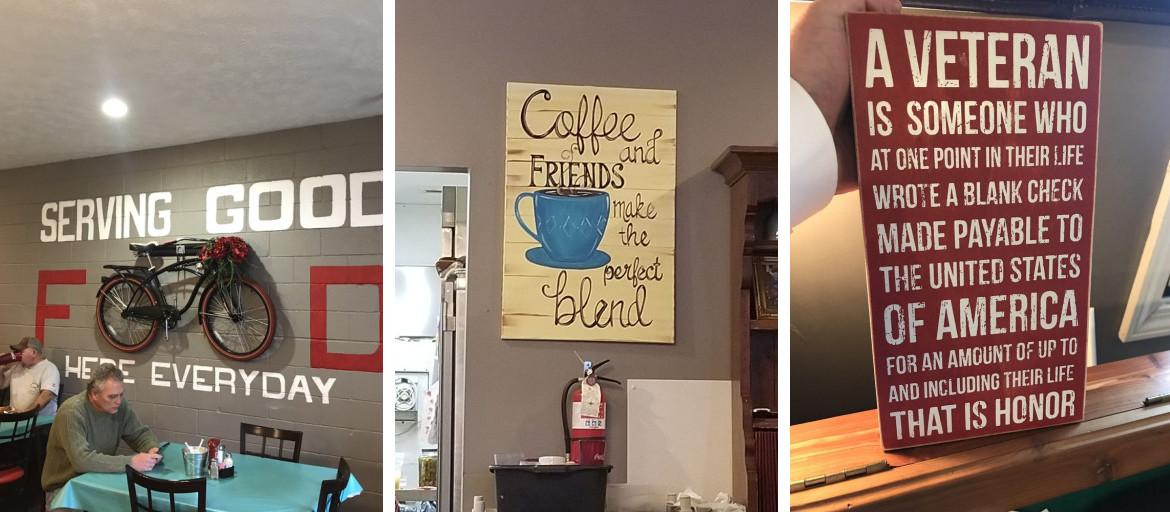 SERVING GOOD
F D
HERE EVERYDAY
Coffee
and
FRIENDS
make
the
perfect
blend
A VETERAN
IS SOMEONE WHO
AT ONE POINT IN THEIR LIFE
WROTE A BLANK CHECK
MADE PAYABLE TO
THE UNITED STATES
OF AMERICA
FOR AN AMOUNT OF UP TO
AND INCLUDING THEIR LIFE
THAT IS HONOR